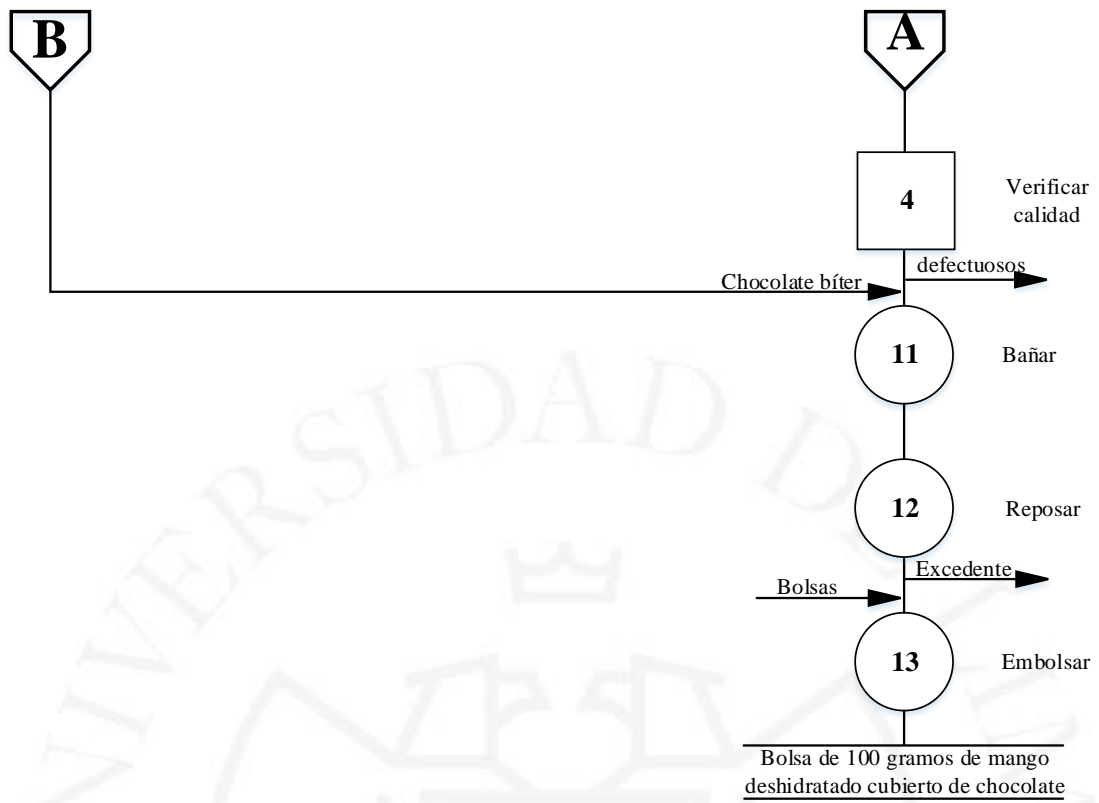 B
A
4
Verificar
calidad
defectuosos
Chocolate bíter
11
Bañar
12
Reposar
Excedente
Bolsas
13
Embolsar
Bolsa de 100 gramos de mango
deshidratado cubierto de chocolate